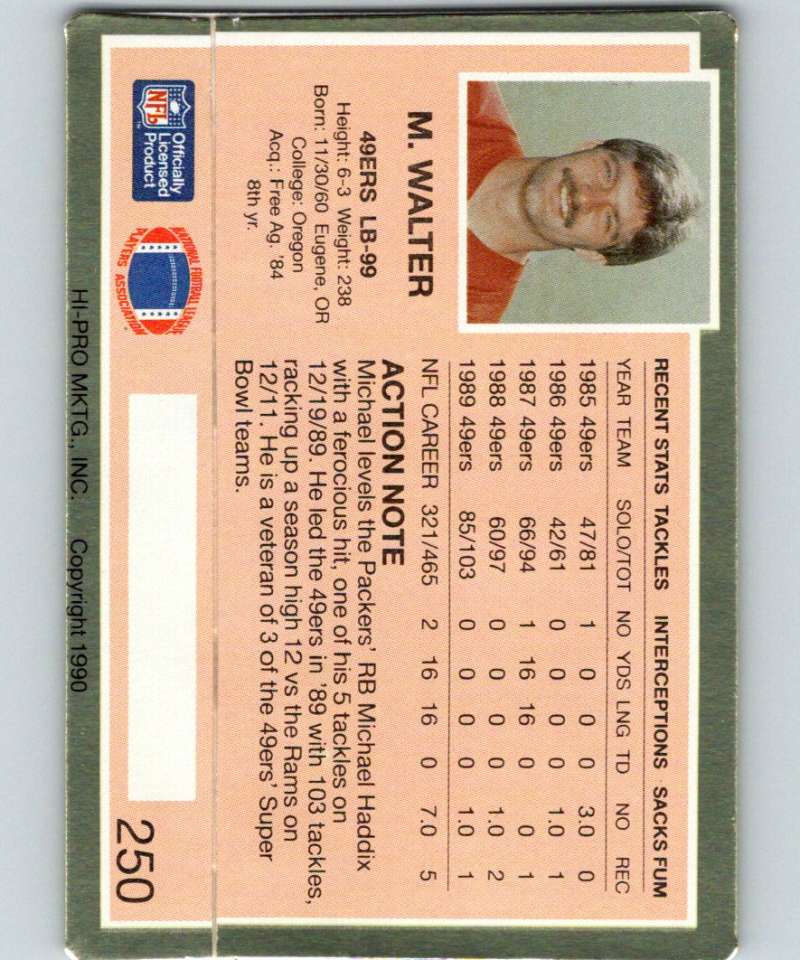 M. WALTER
49ERS LB-99
Height: 6-3 Weight: 238
Born: 11/30/60 Eugene, OR
College: Oregon
Acq.: Free Ag. '84
8th yr.
NFL
Officially
Licensed
Product
NATIONAL FOOTBALL LEAGUE
PLAYERS ASSOCIATION
RECENT STATS TACKLES INTERCEPTIONS SACKS FUM
YEAR TEAM SOLO/TOT NO YDS LNG TD NO REC
1985 49ers 47/81 1 0 0 0 3.0 0
1986 49ers 42/61 0 0 0 0 1.0 1
1987 49ers 66/94 1 16 16 0 0 1
1988 49ers 60/97 0 0 0 0 1.0 2
1989 49ers 85/103 0 0 0 0 1.0 1
NFL CAREER 321/465 2 16 16 0 7.0 5
ACTION NOTE
Michael levels the Packers' RB Michael Haddix
with a ferocious hit, one of his 5 tackles on
12/19/89. He led the 49ers in '89 with 103 tackles,
racking up a season high 12 vs the Rams on
12/11. He is a veteran of 3 of the 49ers' Super
Bowl teams.
250
HI-PRO MKTG., INC. Copyright 1990